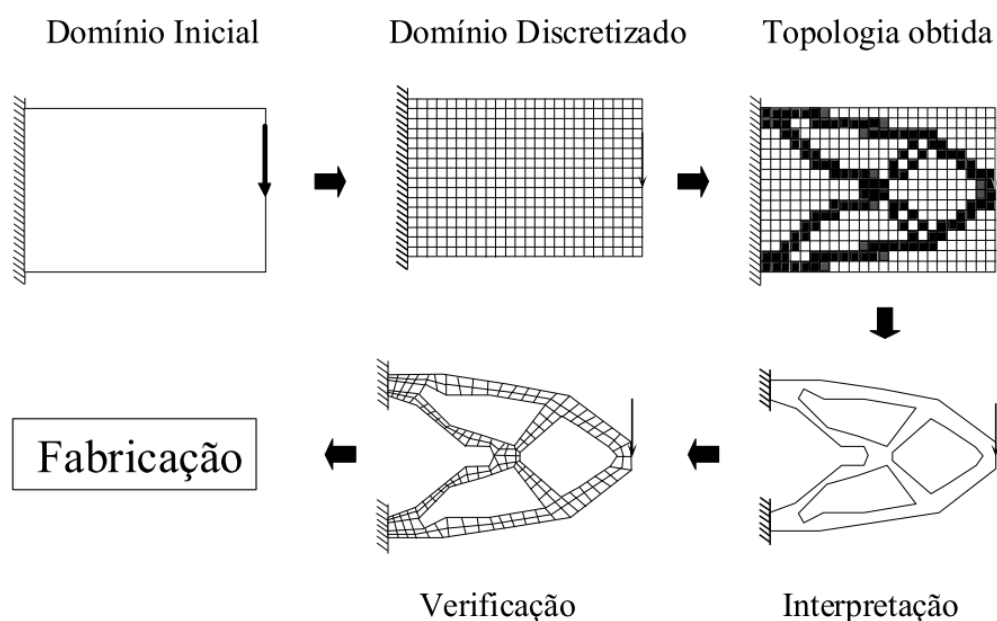 Domínio Inicial
Domínio Discretizado
Topologia obtida
Fabricação
Verificação
Interpretação